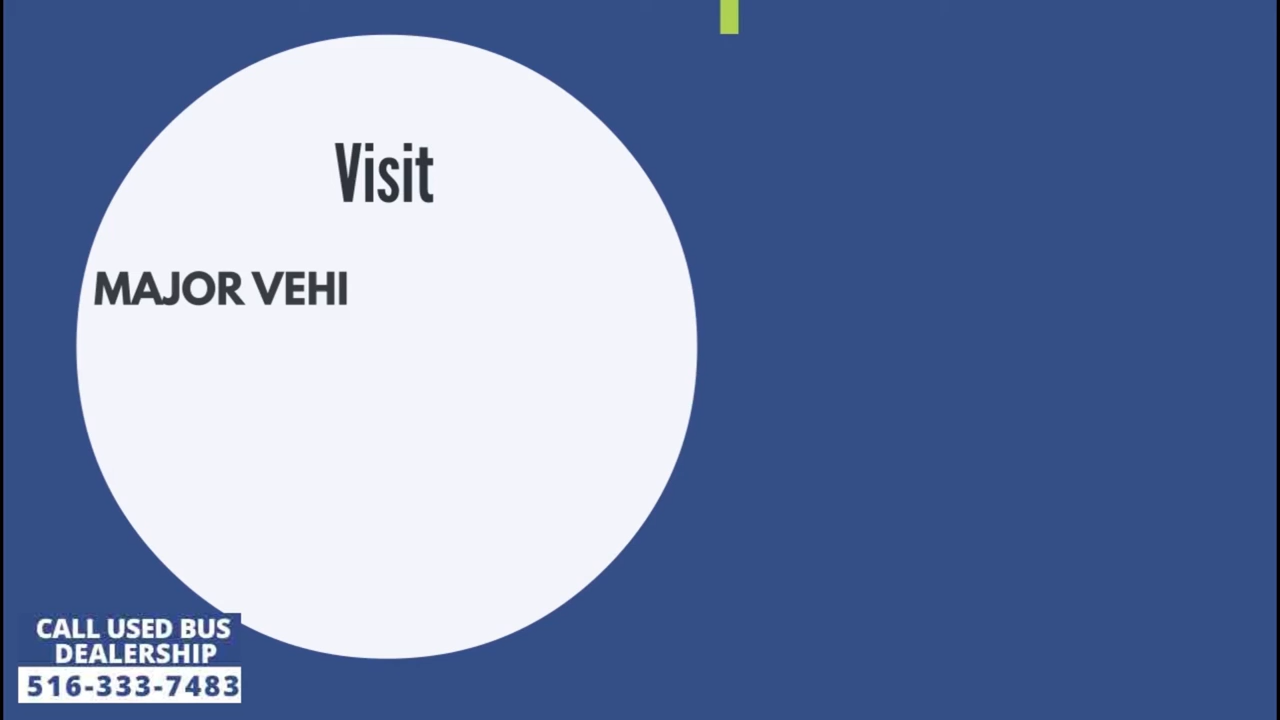 Visit
MAJOR VEHI
CALL USED BUS
DEALERSHIP
516-333-7483